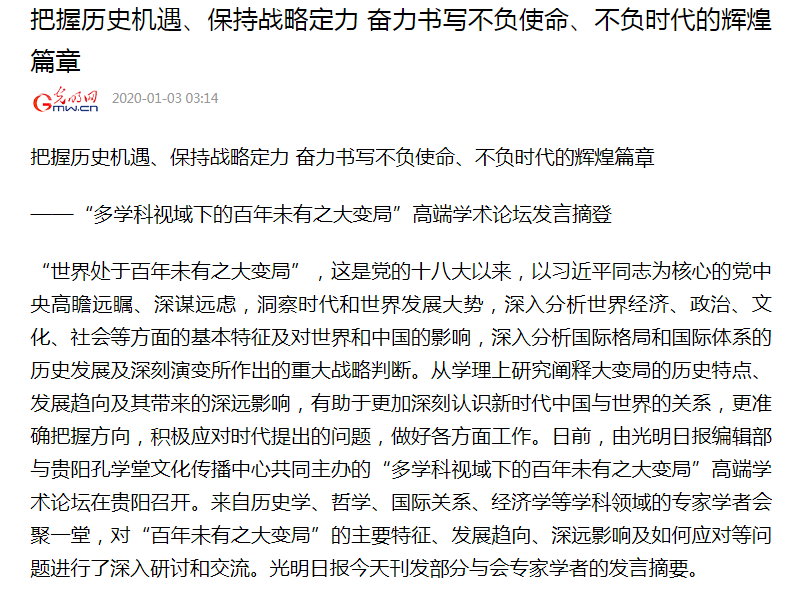 把握历史机遇、保持战略定力 奋力书写不负使命、不负时代的辉煌
篇章
光明网
GMW.CN 2020-01-03 03:14
把握历史机遇、保持战略定力 奋力书写不负使命、不负时代的辉煌篇章
——“多学科视域下的百年未有之大变局”高端学术论坛发言摘登
“世界处于百年未有之大变局”，这是党的十八大以来，以习近平同志为核心的党中
央高瞻远瞩、深谋远虑，洞察时代和世界发展大势，深入分析世界经济、政治、文
化、社会等方面的基本特征及对世界和中国的影响，深入分析国际格局和国际体系的
历史发展及深刻演变所作出的重大战略判断。从学理上研究阐释大变局的历史特点、
发展趋向及其带来的深远影响，有助于更加深刻认识新时代中国与世界的关系，更准
确把握方向，积极应对时代提出的问题，做好各方面工作。日前，由光明日报编辑部
与贵阳孔学堂文化传播中心共同主办的“多学科视域下的百年未有之大变局”高端学
术论坛在贵阳召开。来自历史学、哲学、国际关系、经济学等学科领域的专家学者会
聚一堂，对“百年未有之大变局”的主要特征、发展趋向、深远影响及如何应对等问
题进行了深入研讨和交流。光明日报今天刊发部分与会专家学者的发言摘要。